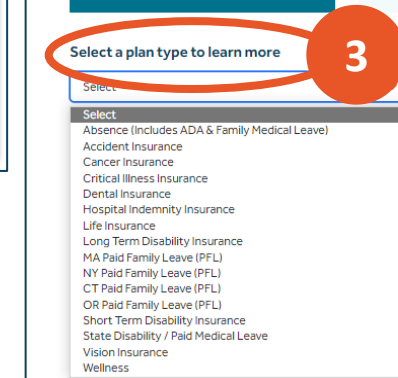 Select a plan type to learn more
3
Select
Select
Absence (Includes ADA & Family Medical Leave)
Accident Insurance
Cancer Insurance
Critical Illness Insurance
Dental Insurance
Hospital Indemnity Insurance
Life Insurance
Long Term Disability Insurance
MA Paid Family Leave (PFL)
NY Paid Family Leave (PFL)
CT Paid Family Leave (PFL)
OR Paid Family Leave (PFL)
Short Term Disability Insurance
State Disability / Paid Medical Leave
Vision Insurance
Wellness